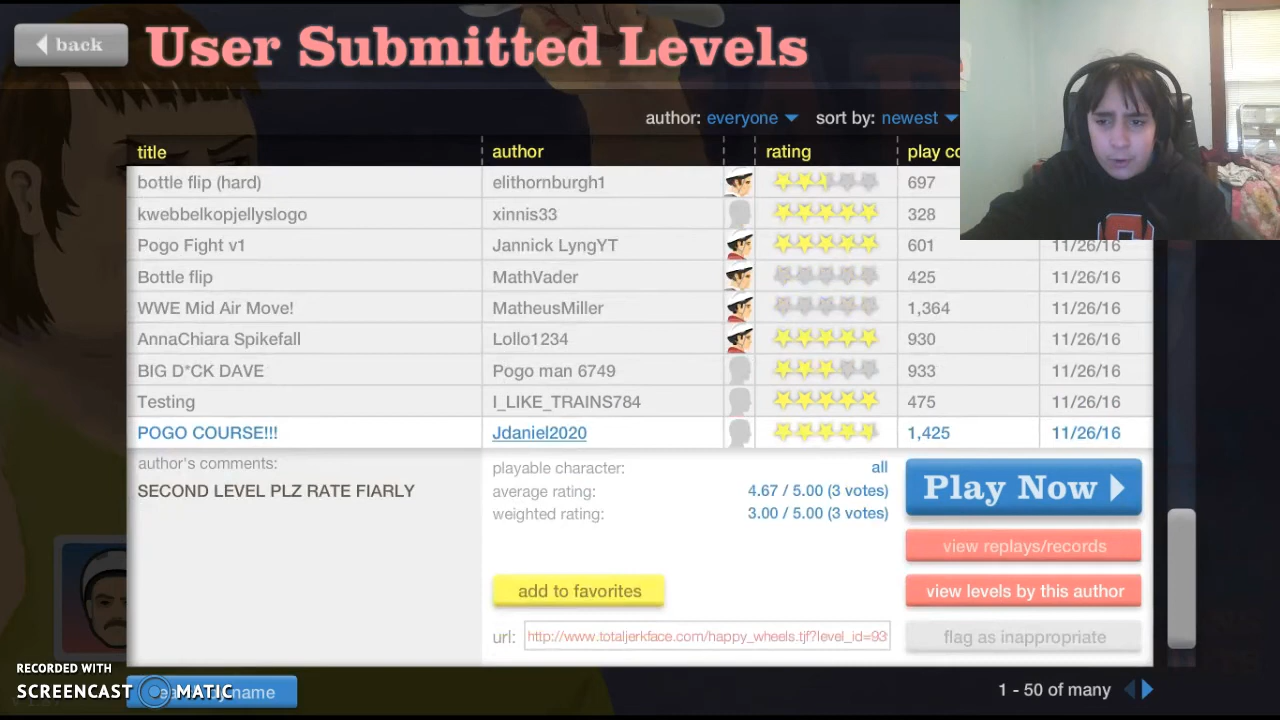 back
User Submitted Levels
author: everyone sort by: newest
title author rating play co
bottle flip (hard) elithornburgh1 697
kwebbelkopjellyslogo xinnis33 328
Pogo Fight v1 Jannick LyngYT 601 11/26/16
Bottle flip MathVader 425 11/26/16
WWE Mid Air Move! MatheusMiller 1,364 11/26/16
AnnaChiara Spikefall Lollo1234 930 11/26/16
BIG D*CK DAVE Pogo man 6749 933 11/26/16
Testing I_LIKE_TRAINS784 475 11/26/16
POGO COURSE!!! Jdaniel2020 1,425 11/26/16
author's comments:
SECOND LEVEL PLZ RATE FIARLY
playable character: all
average rating: 4.67 / 5.00 (3 votes)
weighted rating: 3.00 / 5.00 (3 votes)
Play Now
view replays/records
add to favorites
view levels by this author
url: http://www.totaljerkface.com/happy_wheels.tjf?level_id=93
flag as inappropriate
RECORDED WITH
SCREENCAST MATIC
name
1 - 50 of many